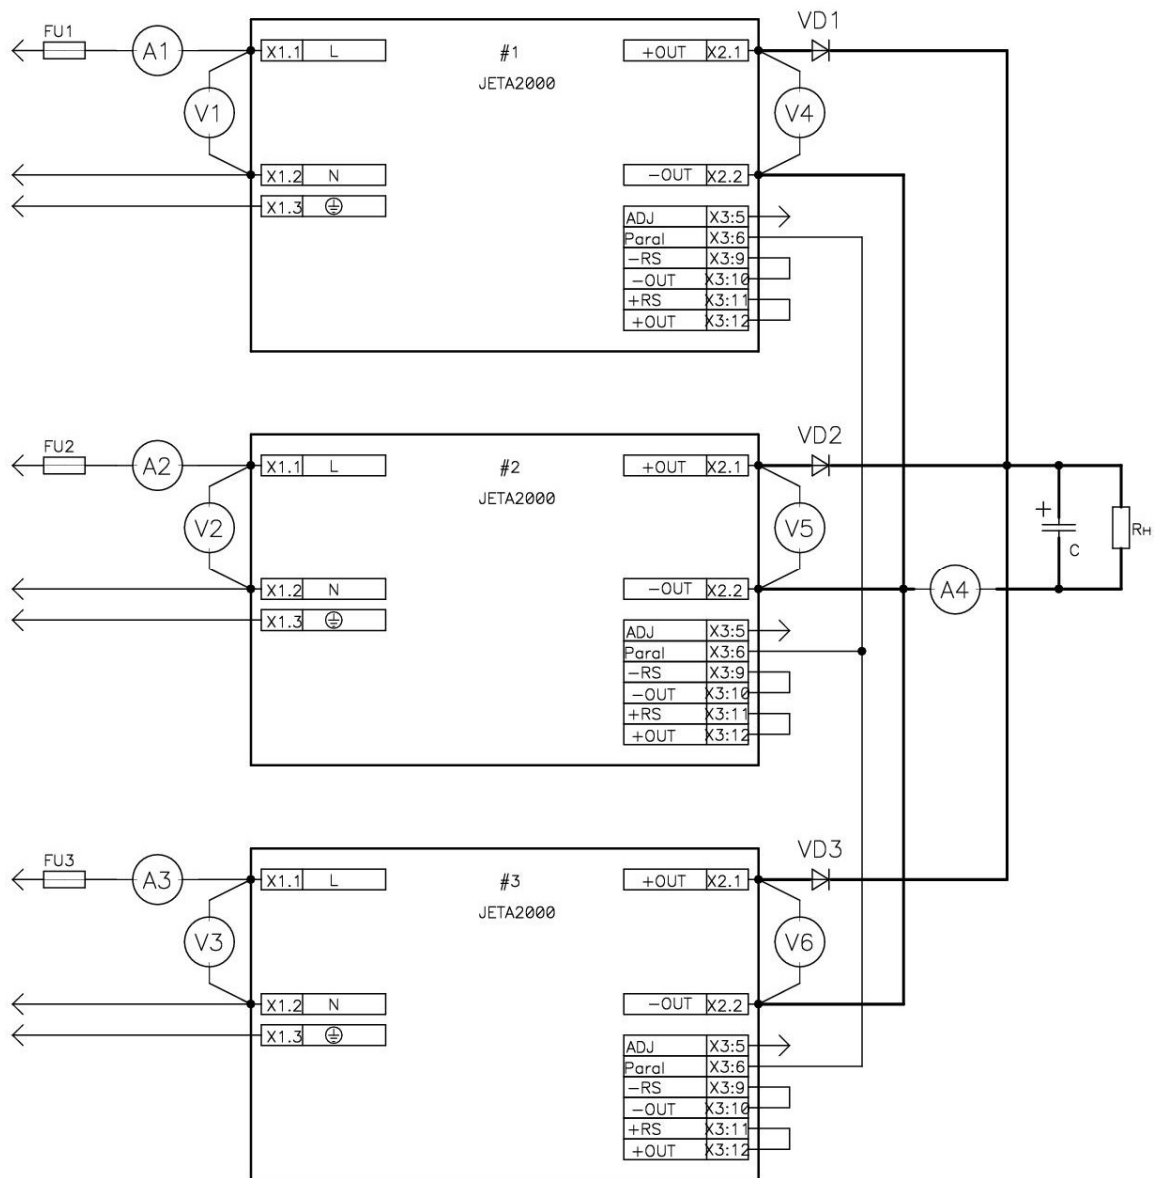 FU1 A1 X1.1 L #1 +OUT X2.1 VD1
JETA2000
V1 V4
X1.2 N -OUT X2.2
X1.3
ADJ X3:5
Paral X3:6
-RS X3:9
-OUT X3:10
+RS X3:11
+OUT X3:12
FU2 A2 X1.1 L #2 +OUT X2.1 VD2
JETA2000
V2 V5 + C RH
X1.2 N -OUT X2.2 A4
X1.3
ADJ X3:5
Paral X3:6
-RS X3:9
-OUT X3:10
+RS X3:11
+OUT X3:12
FU3 A3 X1.1 L #3 +OUT X2.1 VD3
JETA2000
V3 V6
X1.2 N -OUT X2.2
X1.3
ADJ X3:5
Paral X3:6
-RS X3:9
-OUT X3:10
+RS X3:11
+OUT X3:12